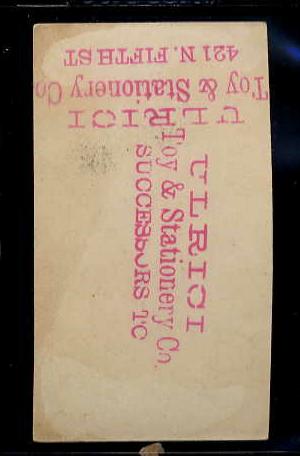 ULRICI
Toy & Stationery Co
421 N. FIFTH ST
ULRICI
Toy & Stationery Co.
SUCCESSORS TO